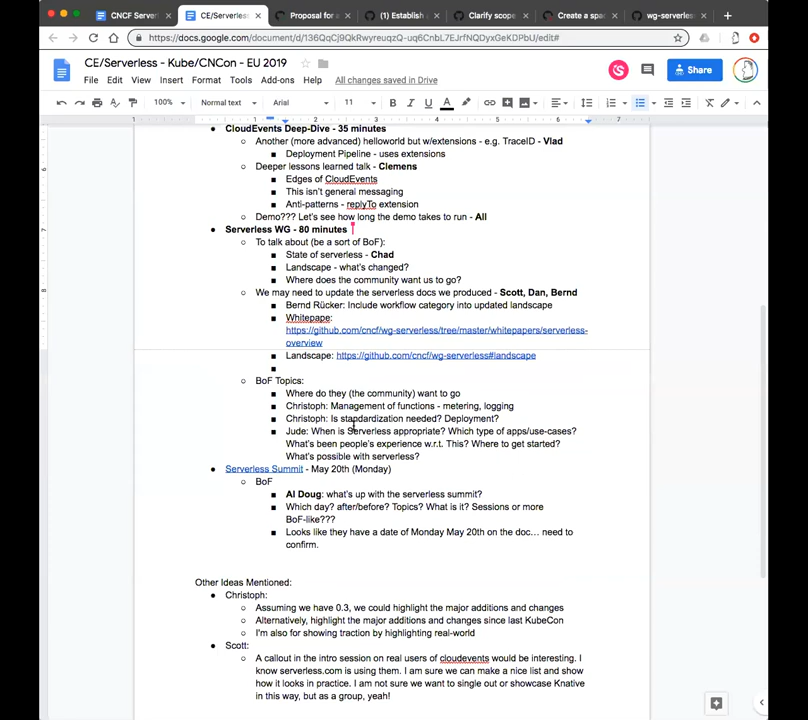 CNCF Server
CE/Serverless
Proposal for a
(1) Establish a
Clarify scope
Create a spac
wg-serverless
https://docs.google.com/document/d/136QqCj9QkRwyreuqzQ-uq6CnbL7EJrfNQDyxGeKDPbU/edit#
CE/Serverless - Kube/CNCon - EU 2019
File Edit View Insert Format Tools Add-ons Help All changes saved in Drive
Share
100% Normal text Arial 11
1 1 2 3 4 5 6 7
CloudEvents Deep-Dive - 35 minutes
Another (more advanced) helloworld but w/extensions - e.g. TraceID - Vlad
Deployment Pipeline - uses extensions
Deeper lessons learned talk - Clemens
Edges of CloudEvents
This isn't general messaging
Anti-patterns - replyTo extension
Demo??? Let's see how long the demo takes to run - All
Serverless WG - 80 minutes
To talk about (be a sort of BoF):
State of serverless - Chad
Landscape - what's changed?
Where does the community want us to go?
We may need to update the serverless docs we produced - Scott, Dan, Bernd
Bernd Rücker: Include workflow category into updated landscape
Whitepape:
https://github.com/cncf/wg-serverless/tree/master/whitepapers/serverless-
overview
Landscape: https://github.com/cncf/wg-serverless#landscape
BoF Topics:
Where do they (the community) want to go
Christoph: Management of functions - metering, logging
Christoph: Is standardization needed? Deployment?
Jude: When is Serverless appropriate? Which type of apps/use-cases?
What's been people's experience w.r.t. This? Where to get started?
What's possible with serverless?
Serverless Summit - May 20th (Monday)
BoF
AI Doug: what's up with the serverless summit?
Which day? after/before? Topics? What is it? Sessions or more
BoF-like???
Looks like they have a date of Monday May 20th on the doc... need to
confirm.
Other Ideas Mentioned:
Christoph:
Assuming we have 0.3, we could highlight the major additions and changes
Alternatively, highlight the major additions and changes since last KubeCon
I'm also for showing traction by highlighting real-world
Scott:
A callout in the intro session on real users of cloudevents would be interesting. I
know serverless.com is using them. I am sure we can make a nice list and show
how it looks in practice. I am not sure we want to single out or showcase Knative
in this way, but as a group, yeah!